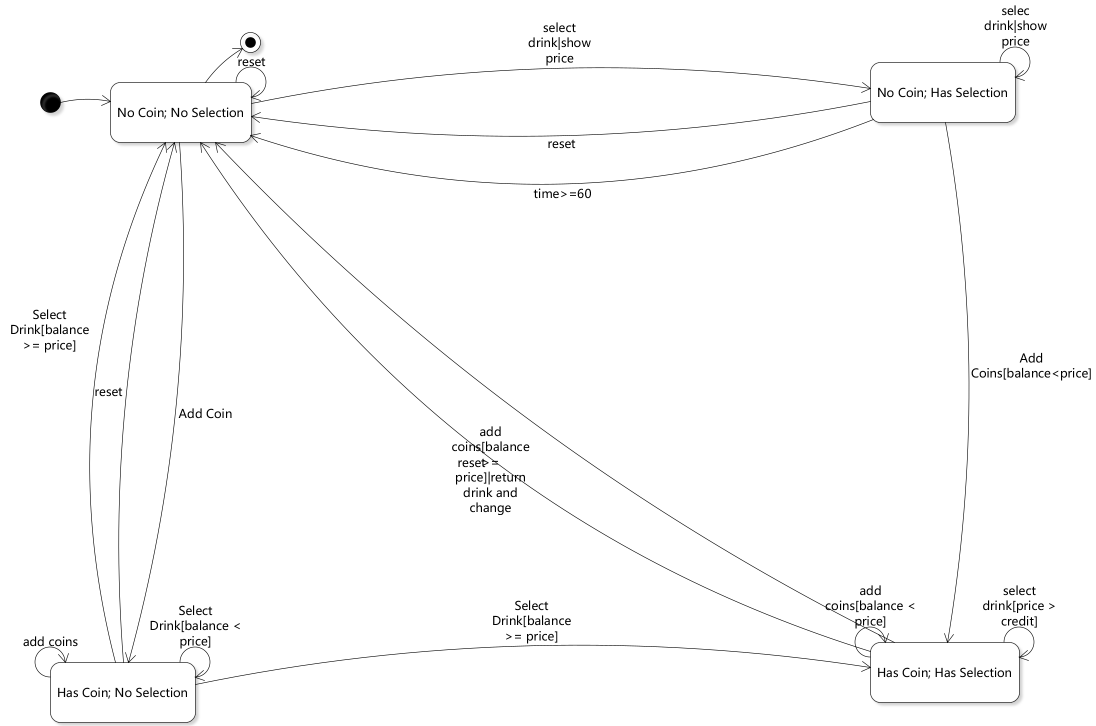 selec
drink|show
price
select
drink|show
price
reset
No Coin; No Selection
No Coin; Has Selection
reset
time>=60
Select
Drink[balance
>= price]
Add
Coins[balance<price]
reset
Add Coin
add
coins[balance
reset
>=
price]|return
drink and
change
add
coins[balance <
price]
select
drink[price >
credit]
Select
Drink[balance
>= price]
Select
Drink[balance <
price]
add coins
Has Coin; No Selection
Has Coin; Has Selection